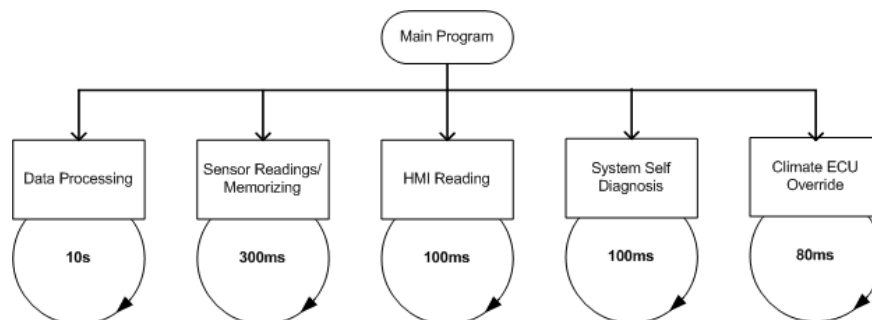 Main Program
Data Processing
Sensor Readings/
Memorizing
HMI Reading
System Self
Diagnosis
Climate ECU
Override
10s
300ms
100ms
100ms
80ms